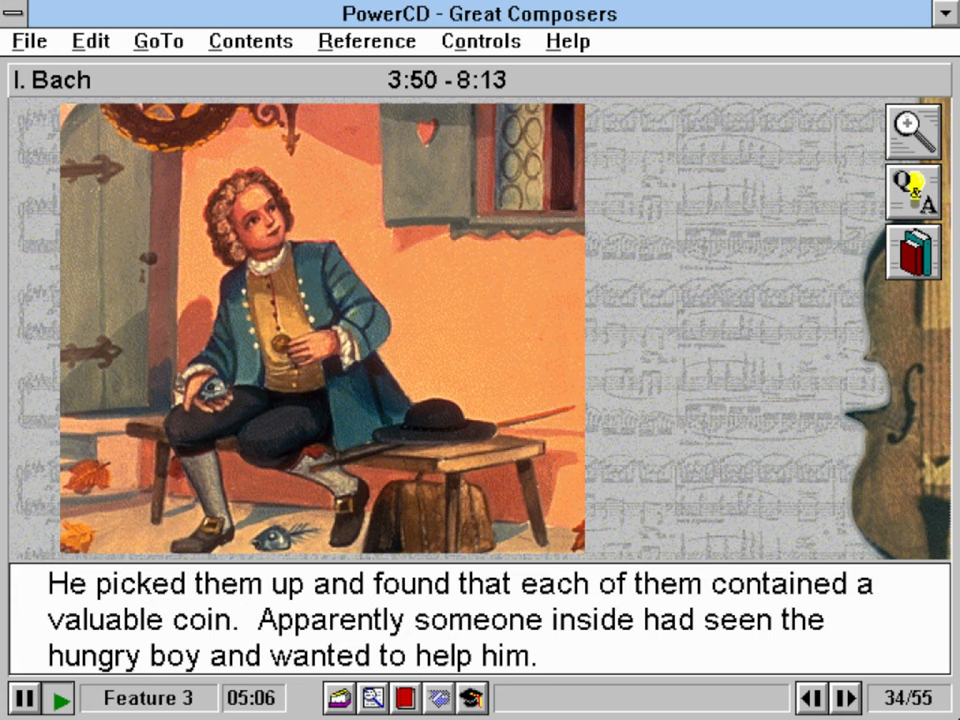 PowerCD - Great Composers
File Edit GoTo Contents Reference Controls Help
I. Bach 3:50 - 8:13
Q & A
He picked them up and found that each of them contained a
valuable coin. Apparently someone inside had seen the
hungry boy and wanted to help him.
Feature 3 05:06 34/55